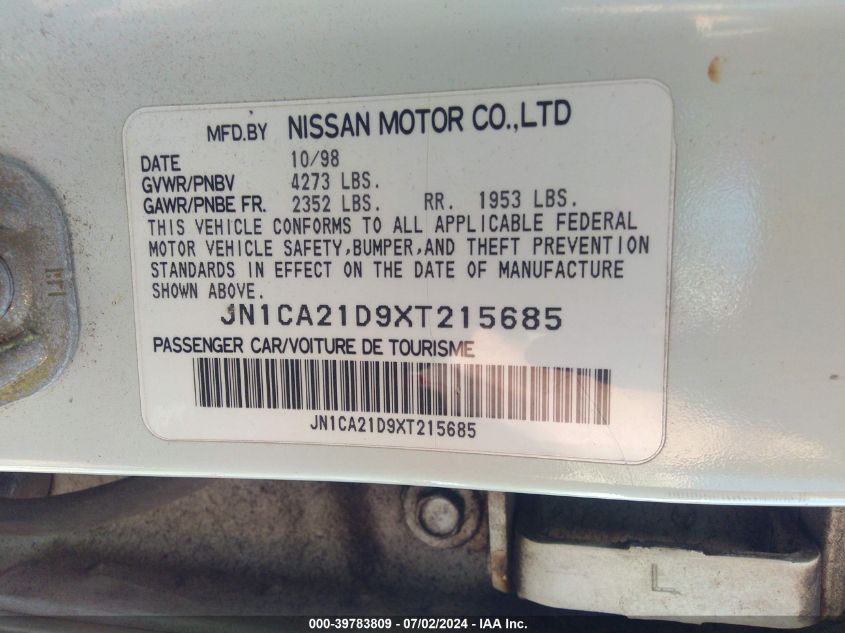 MFD.BY NISSAN MOTOR CO.,LTD
DATE 10/98
GVWR/PNBV 4273 LBS.
GAWR/PNBE FR. 2352 LBS. RR. 1953 LBS.
THIS VEHICLE CONFORMS TO ALL APPLICABLE FEDERAL
MOTOR VEHICLE SAFETY,BUMPER,AND THEFT PREVENTION
STANDARDS IN EFFECT ON THE DATE OF MANUFACTURE
SHOWN ABOVE.
JN1CA21D9XT215685
PASSENGER CAR/VOITURE DE TOURISME
JN1CA21D9XT215685
L
000-39783809 - 07/02/2024 - IAA Inc.